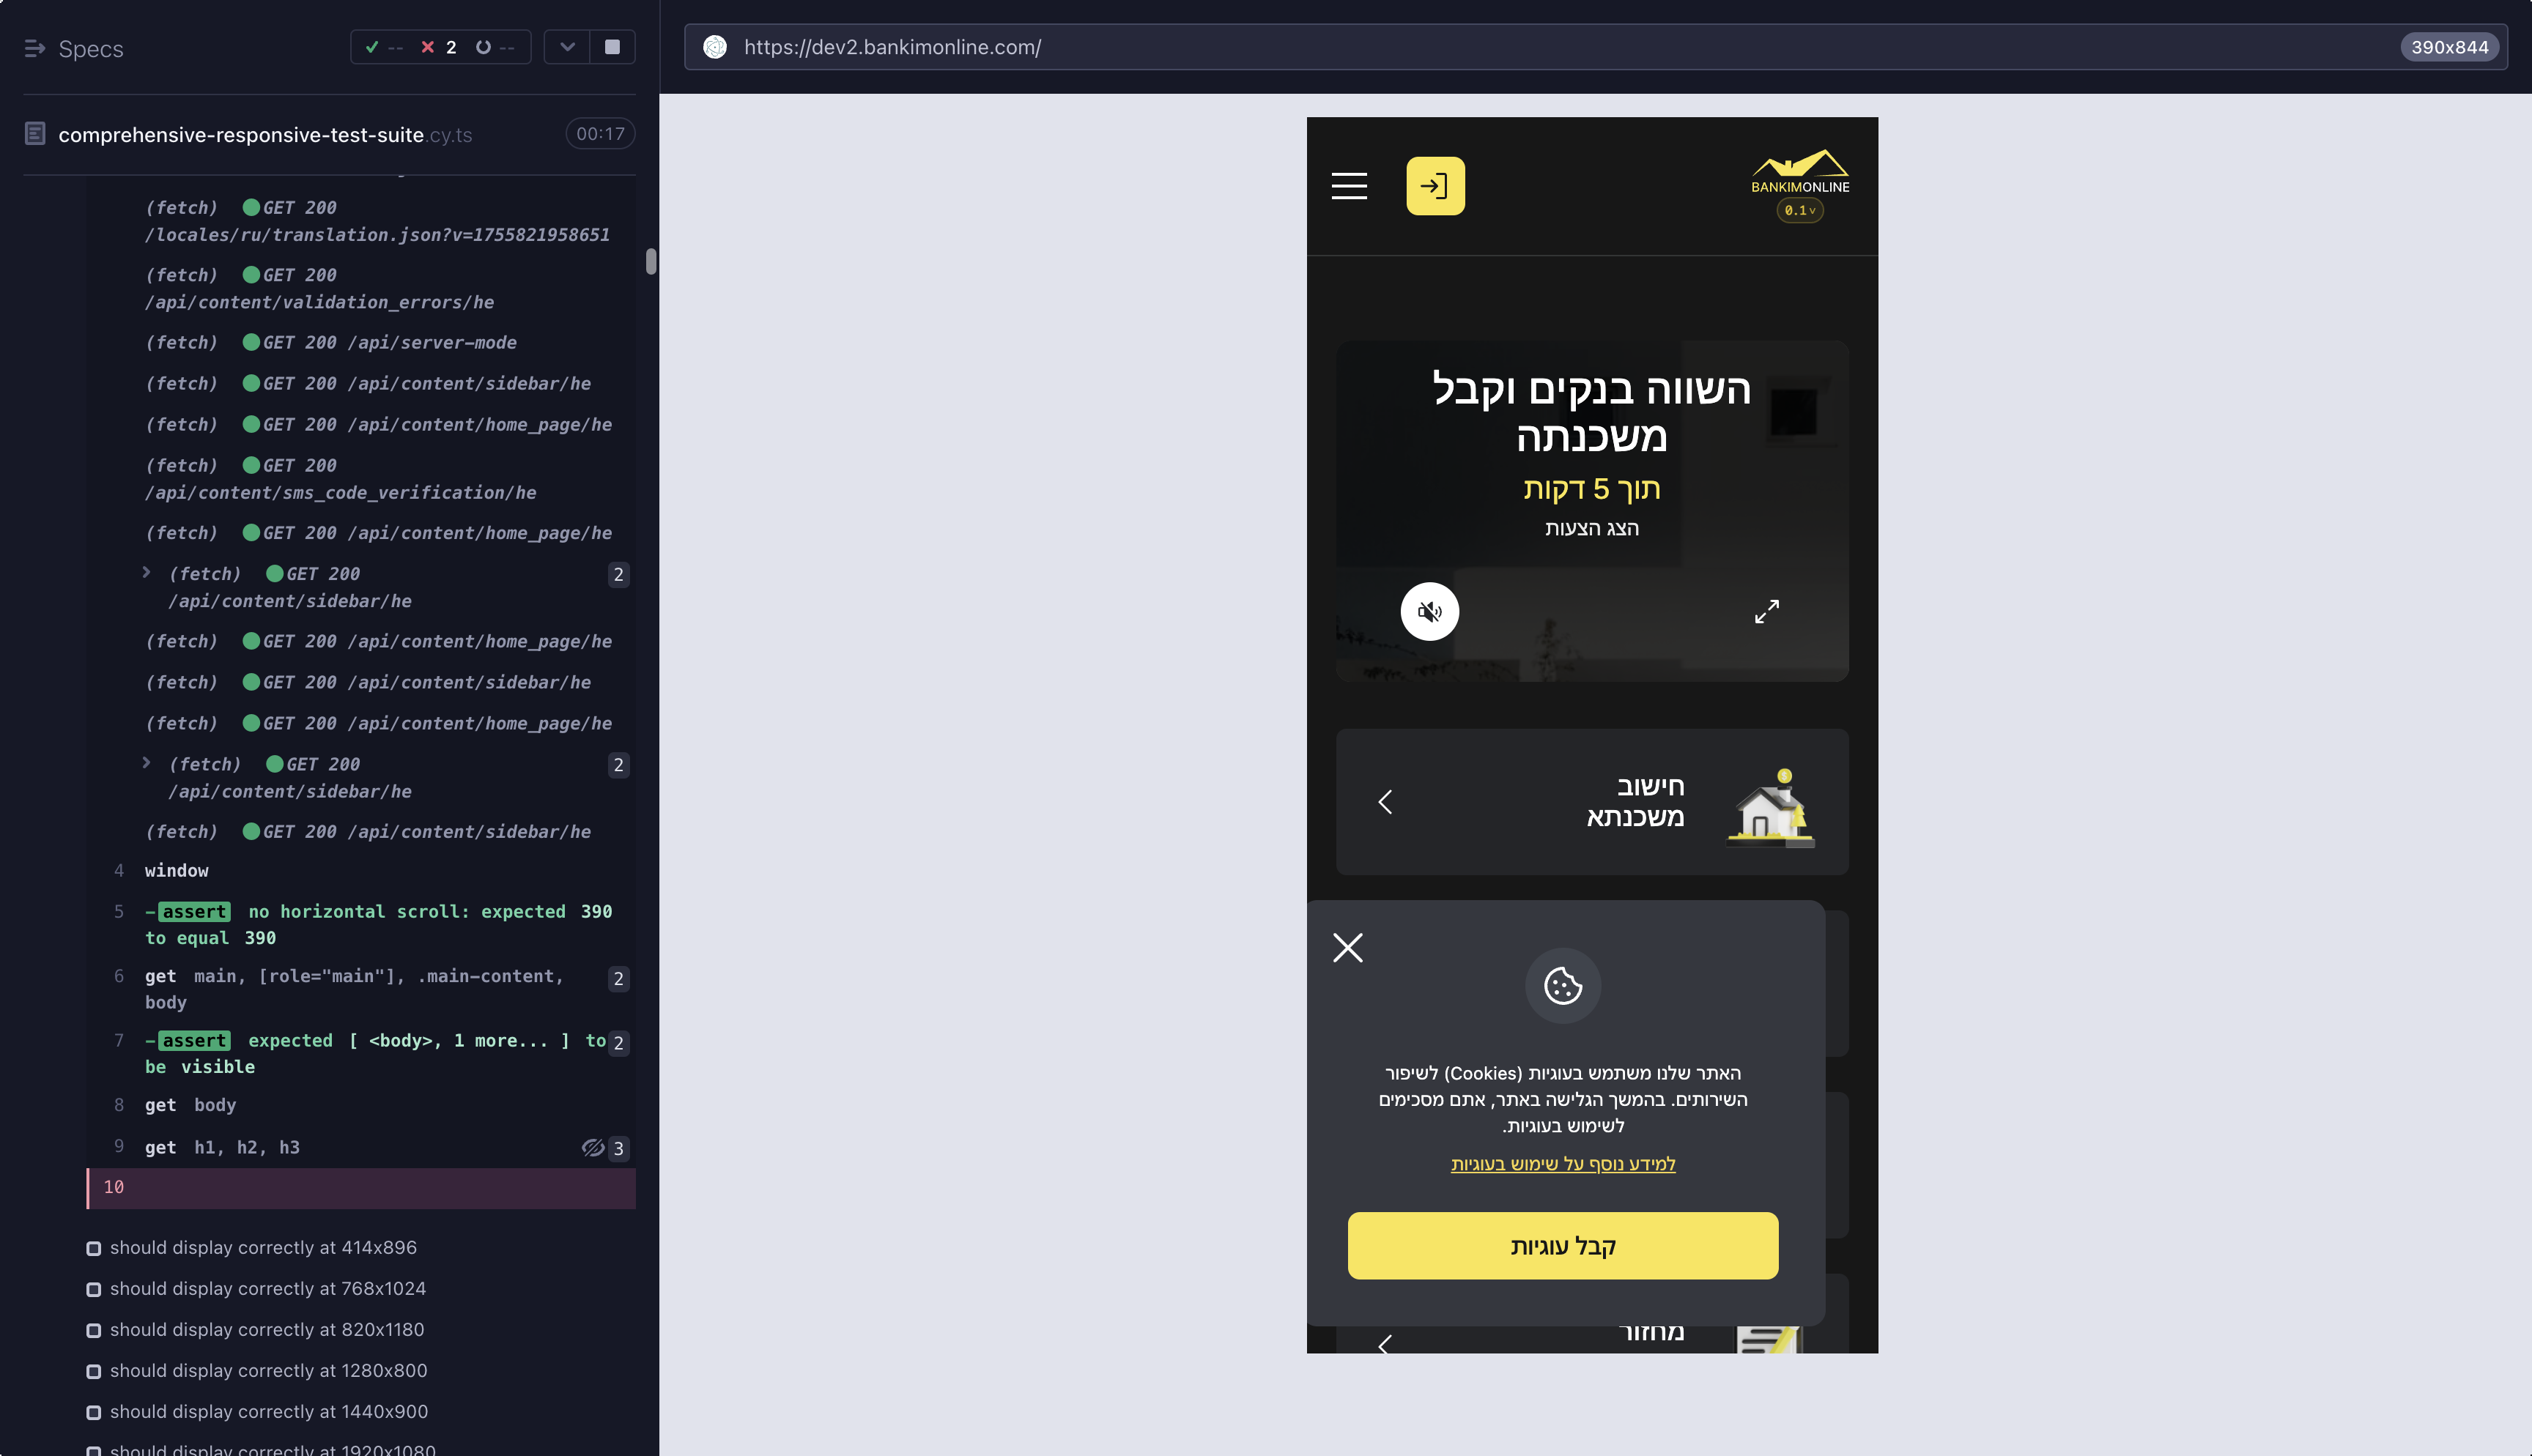 Specs
-- 2 --
comprehensive-responsive-test-suite.cy.ts 00:17
(fetch) GET 200
/locales/ru/translation.json?v=1755821958651
(fetch) GET 200
/api/content/validation_errors/he
(fetch) GET 200 /api/server-mode
(fetch) GET 200 /api/content/sidebar/he
(fetch) GET 200 /api/content/home_page/he
(fetch) GET 200
/api/content/sms_code_verification/he
(fetch) GET 200 /api/content/home_page/he
(fetch) GET 200 2
/api/content/sidebar/he
(fetch) GET 200 /api/content/home_page/he
(fetch) GET 200 /api/content/sidebar/he
(fetch) GET 200 /api/content/home_page/he
(fetch) GET 200 2
/api/content/sidebar/he
(fetch) GET 200 /api/content/sidebar/he
4 window
5 -assert no horizontal scroll: expected 390
to equal 390
6 get main, [role="main"], .main-content, 2
body
7 -assert expected [ <body>, 1 more... ] to 2
be visible
8 get body
9 get h1, h2, h3 3
10
should display correctly at 414x896
should display correctly at 768x1024
should display correctly at 820x1180
should display correctly at 1280x800
should display correctly at 1440x900
should display correctly at 1920x1080
https://dev2.bankimonline.com/ 390x844
BANKIMONLINE
0.1v
השווה בנקים וקבל
משכנתה
תוך 5 דקות
הצג הצעות
חישוב
משכנתא
האתר שלנו משתמש בעוגיות (Cookies) לשיפור
השירותים. בהמשך הגלישה באתר, אתם מסכימים
לשימוש בעוגיות.
למידע נוסף על שימוש בעוגיות
קבל עוגיות
מחזור